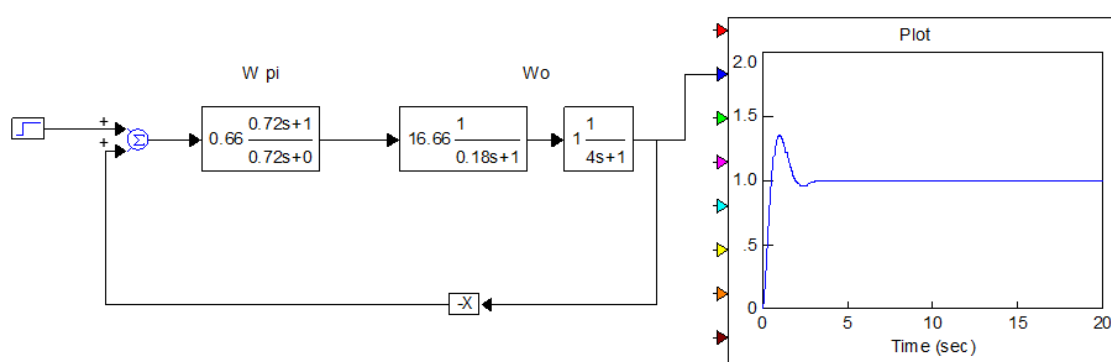 W pi
Wo
+
+
Σ
0.66 0.72s+1
0.72s+0
16.66 1
0.18s+1
1 1
4s+1
-X
Plot
2.0
1.5
1.0
.5
0
0 5 10 15 20
Time (sec)